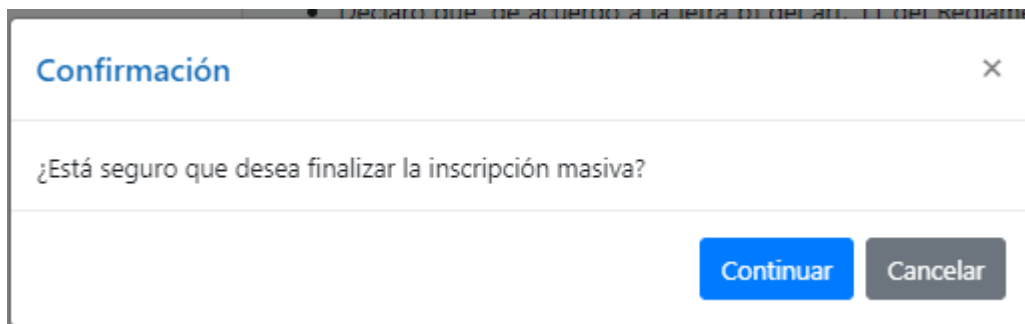 Confirmación
×
¿Está seguro que desea finalizar la inscripción masiva?
Continuar Cancelar